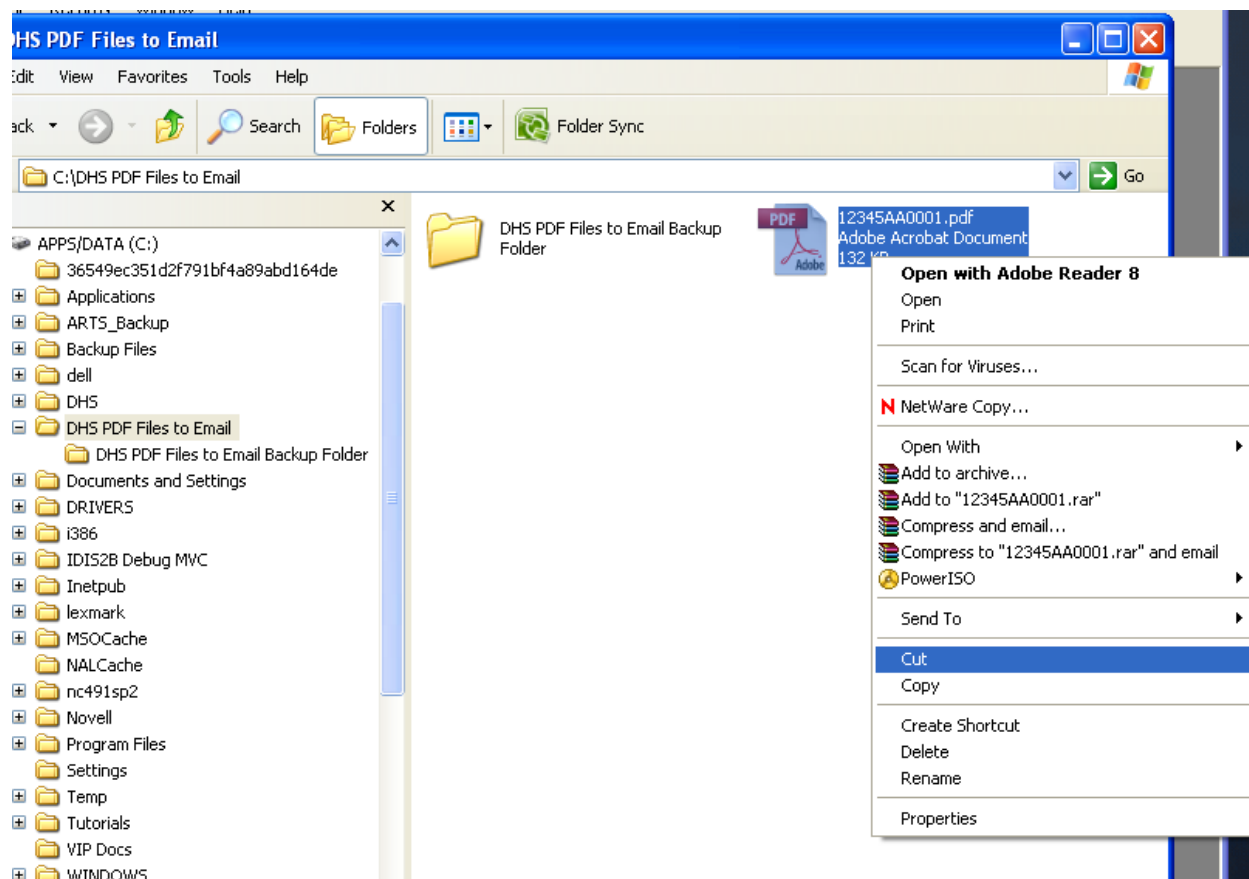 HS PDF Files to Email
Edit View Favorites Tools Help
ack Search Folders Folder Sync
C:\DHS PDF Files to Email Go
APPS/DATA (C:)
36549ec351d2f791bf4a89abd164de
Applications
ARTS_Backup
Backup Files
dell
DHS
DHS PDF Files to Email
DHS PDF Files to Email Backup Folder
Documents and Settings
DRIVERS
i386
IDIS2B Debug MVC
Inetpub
lexmark
MSOCache
NALCache
nc491sp2
Novell
Program Files
Settings
Temp
Tutorials
VIP Docs
WINDOWS
DHS PDF Files to Email Backup
Folder
PDF
Adobe
12345AA0001.pdf
Adobe Acrobat Document
132 KB
Open with Adobe Reader 8
Open
Print
Scan for Viruses...
N NetWare Copy...
Open With
Add to archive...
Add to "12345AA0001.rar"
Compress and email...
Compress to "12345AA0001.rar" and email
PowerISO
Send To
Cut
Copy
Create Shortcut
Delete
Rename
Properties